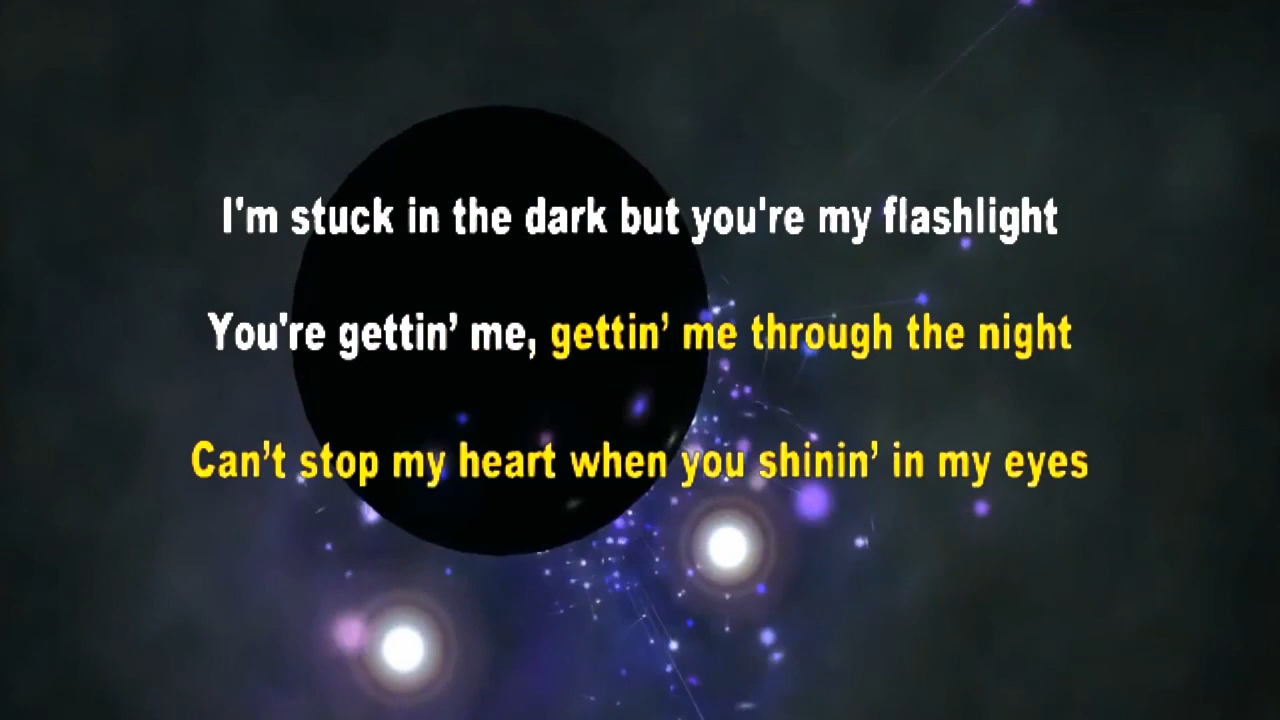 I'm stuck in the dark but you're my flashlight
You're gettin’ me, gettin’ me through the night
Can’t stop my heart when you shinin’ in my eyes